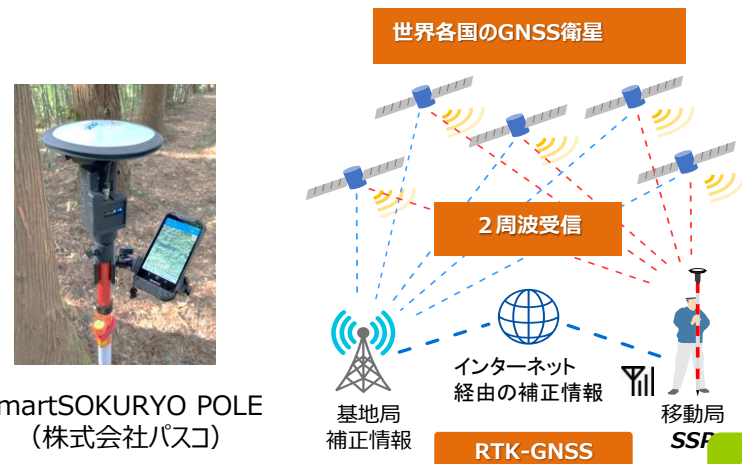 世界各国のGNSS衛星
２周波受信
インターネット
経由の補正情報
基地局
補正情報
移動局
RTK-GNSS
martSOKURYO POLE
（株式会社パスコ）